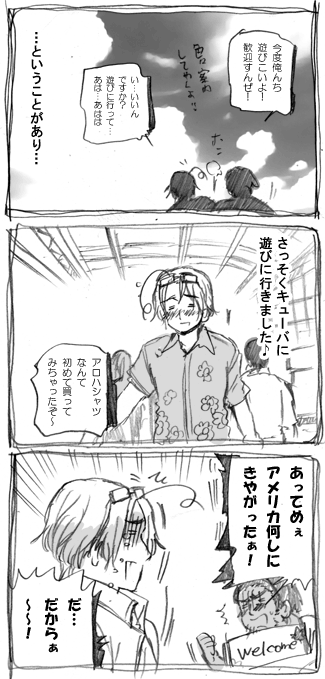 今度俺んち
遊びこいよ！
歓迎すんぜ！
い…いいん
ですか？
遊びに行って…
あは…あはは
…ということがあり…
さっそくキューバに
遊びに行きました♪
アロハシャツ
なんて
初めて買って
みちゃったぞ～
あってめぇ
アメリカ何しに
きやがったぁ！
welcome
だ…
だからぁ
～～！